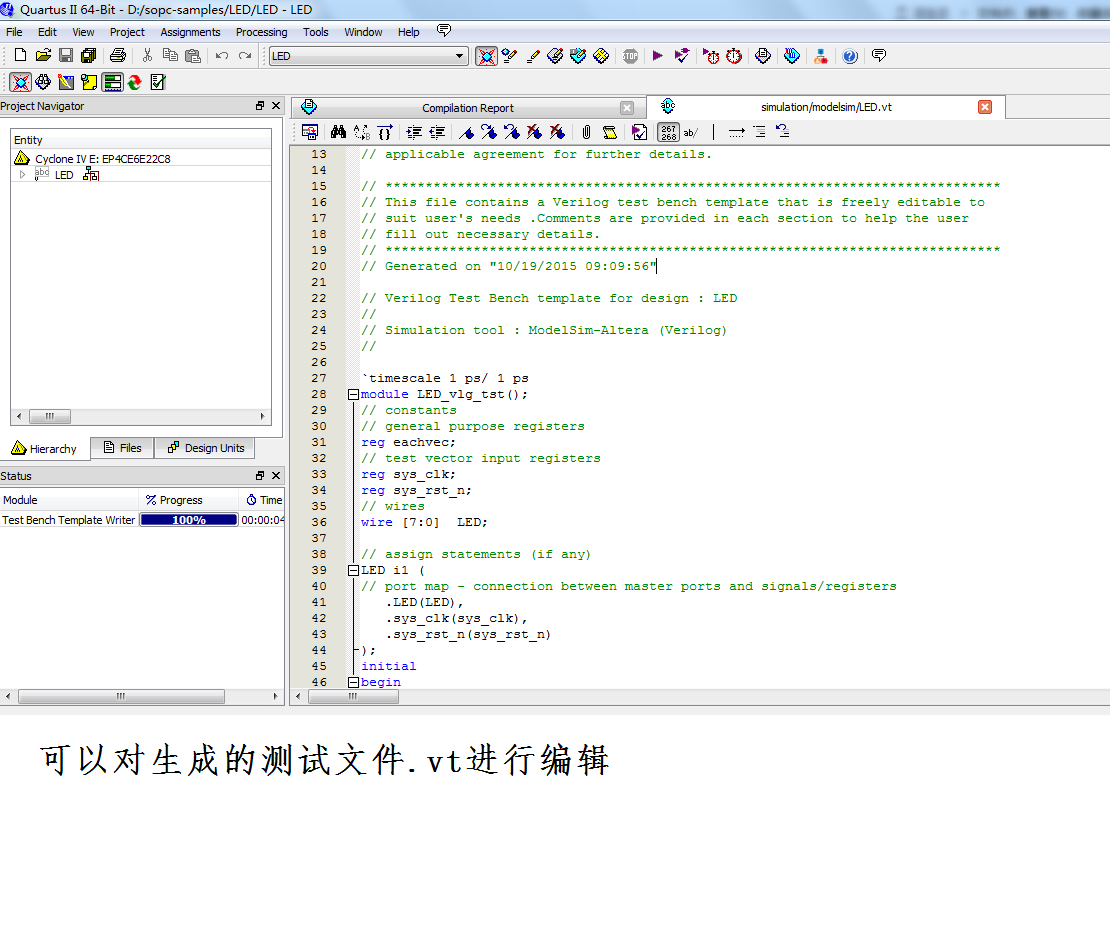 Quartus II 64-Bit - D:/sopc-samples/LED/LED - LED
File Edit View Project Assignments Processing Tools Window Help
LED
STOP
Project Navigator
Entity
Cyclone IV E: EP4CE6E22C8
abd LED
Hierarchy Files Design Units
Status
Module % Progress Time
Test Bench Template Writer 100% 00:00:04
Compilation Report
abc simulation/modelsim/LED.vt
267 268 ab/
13 // applicable agreement for further details.
14
15 // *****************************************************************************
16 // This file contains a Verilog test bench template that is freely editable to
17 // suit user's needs .Comments are provided in each section to help the user
18 // fill out necessary details.
19 // *****************************************************************************
20 // Generated on "10/19/2015 09:09:56"
21
22 // Verilog Test Bench template for design : LED
23 //
24 // Simulation tool : ModelSim-Altera (Verilog)
25 //
26
27 `timescale 1 ps/ 1 ps
28 module LED_vlg_tst();
29 // constants
30 // general purpose registers
31 reg eachvec;
32 // test vector input registers
33 reg sys_clk;
34 reg sys_rst_n;
35 // wires
36 wire [7:0]  LED;
37
38 // assign statements (if any)
39 LED i1 (
40 // port map - connection between master ports and signals/registers
41    .LED(LED),
42    .sys_clk(sys_clk),
43    .sys_rst_n(sys_rst_n)
44 );
45 initial
46 begin
可以对生成的测试文件.vt进行编辑